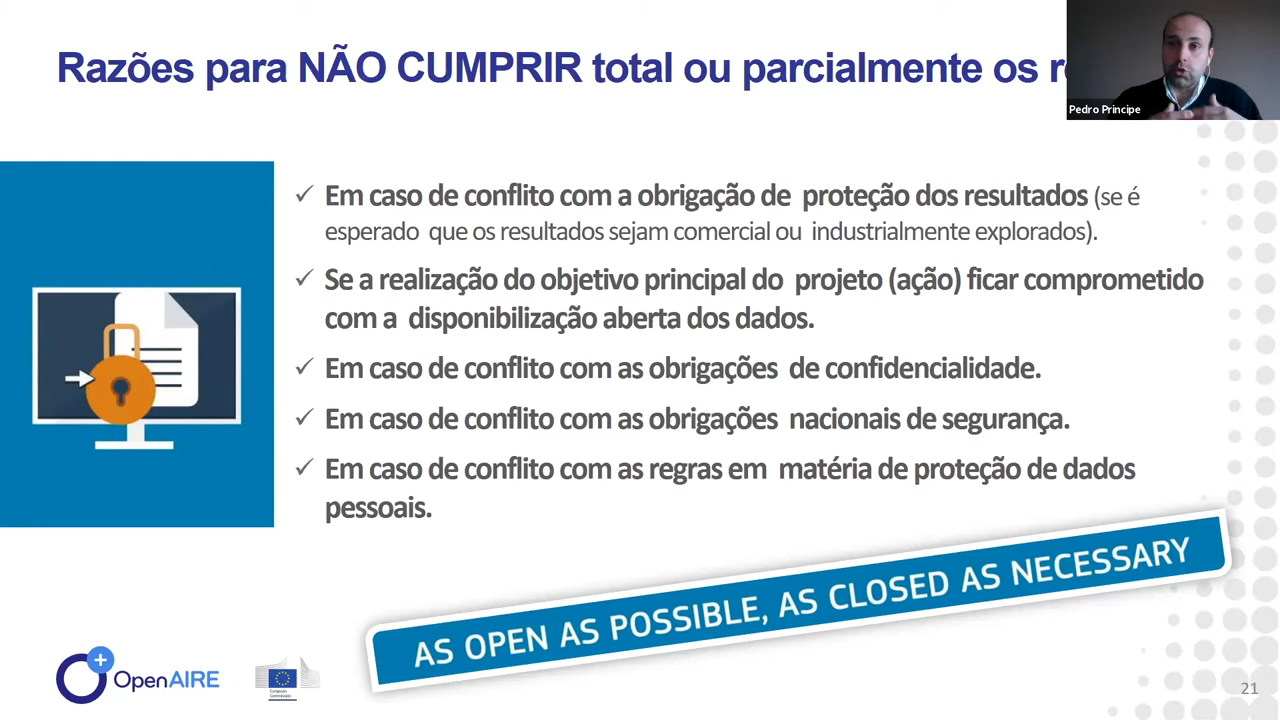 Razões para NÃO CUMPRIR total ou parcialmente os
Pedro Principe
✓ Em caso de conflito com a obrigação de proteção dos resultados (se é
esperado que os resultados sejam comercial ou industrialmente explorados).
✓ Se a realização do objetivo principal do projeto (ação) ficar comprometido
com a disponibilização aberta dos dados.
✓ Em caso de conflito com as obrigações de confidencialidade.
✓ Em caso de conflito com as obrigações nacionais de segurança.
✓ Em caso de conflito com as regras em matéria de proteção de dados
pessoais.
AS OPEN AS POSSIBLE, AS CLOSED AS NECESSARY
OpenAIRE
European
Commission
21